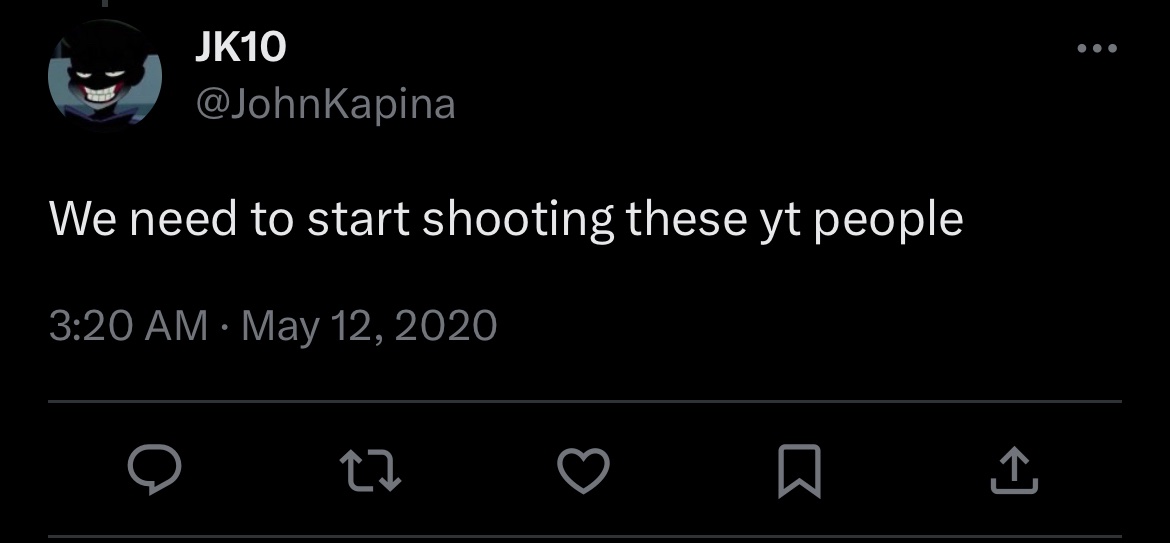 JK10
@JohnKapina
We need to start shooting these yt people
3:20 AM · May 12, 2020